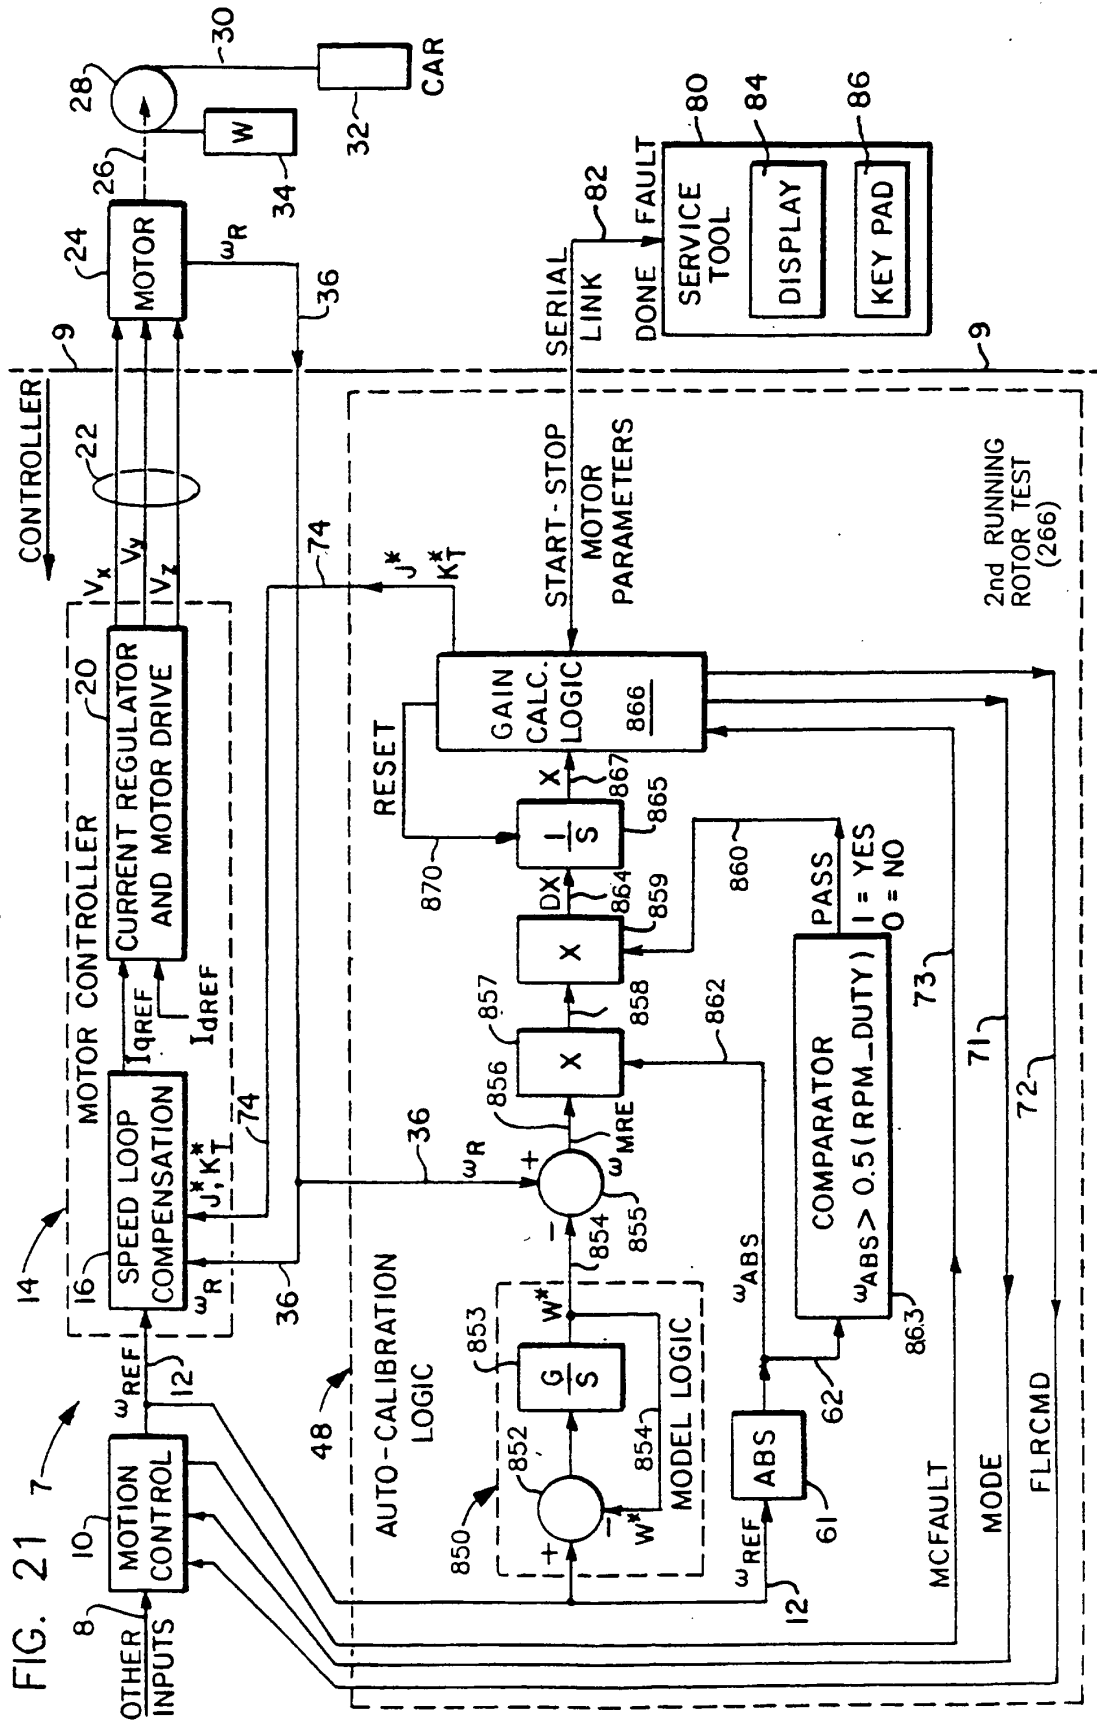 FIG. 21
7
OTHER
INPUTS
8
10
MOTION
CONTROL
ωREF
12
14
MOTOR CONTROLLER
16
SPEED LOOP
COMPENSATION
ωR
J*,K*T
36
74
IqREF
IdREF
20
CURRENT REGULATOR
AND MOTOR DRIVE
Vx
Vy
Vz
22
CONTROLLER
9
24
MOTOR
ωR
36
26
28
30
W
34
32
CAR
48
AUTO-CALIBRATION
LOGIC
850
852
+
−
W*
853
G
S
W*
854
MODEL LOGIC
854
−
+
855
ωR
36
ωMRE
856
857
X
858
X
859
DX
864
1
S
865
870
RESET
X
867
GAIN
CALC.
LOGIC
866
J*
K*T
74
START-STOP
MOTOR
PARAMETERS
SERIAL
LINK
82
DONE FAULT
80
SERVICE
TOOL
84
DISPLAY
86
KEY PAD
9
ωREF
12
ABS
61
62
ωABS
862
COMPARATOR
ωABS > 0.5(RPM_DUTY)
863
PASS
1 = YES
0 = NO
860
MCFAULT
73
MODE
71
FLRCMD
72
2nd RUNNING
ROTOR TEST
(266)